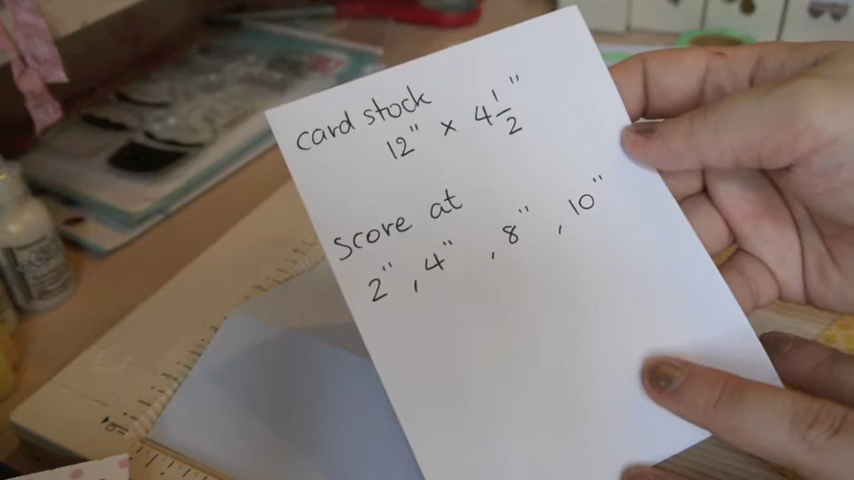 card stock
12" x 4 1/2"
score at
2", 4", 8", 10"